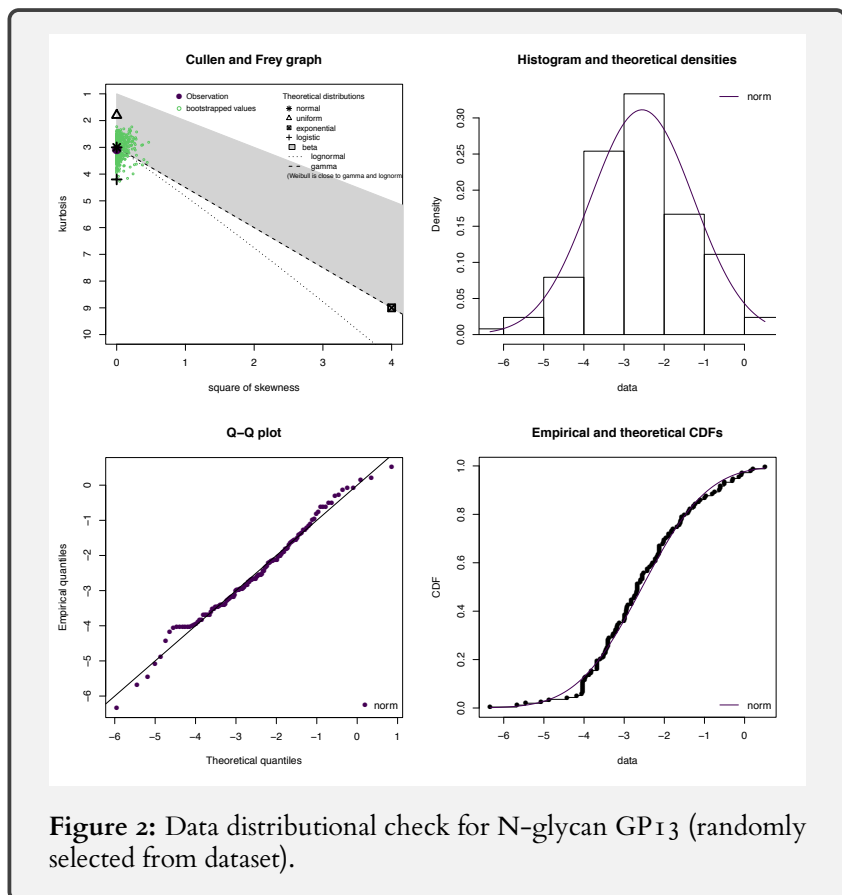 Cullen and Frey graph
Observation
bootstrapped values
Theoretical distributions
normal
uniform
exponential
logistic
beta
lognormal
gamma
(Weibull is close to gamma and lognorm
kurtosis
1
2
3
4
5
6
7
8
9
10
0 1 2 3 4
square of skewness
Histogram and theoretical densities
norm
Density
0.30
0.25
0.20
0.15
0.10
0.05
0.00
−6 −5 −4 −3 −2 −1 0
data
Q−Q plot
Empirical quantiles
0
−1
−2
−3
−4
−5
−6
norm
−6 −5 −4 −3 −2 −1 0 1
Theoretical quantiles
Empirical and theoretical CDFs
CDF
1.0
0.8
0.6
0.4
0.2
0.0
norm
−6 −5 −4 −3 −2 −1 0
data
Figure 2: Data distributional check for N-glycan GP13 (randomly
selected from dataset).